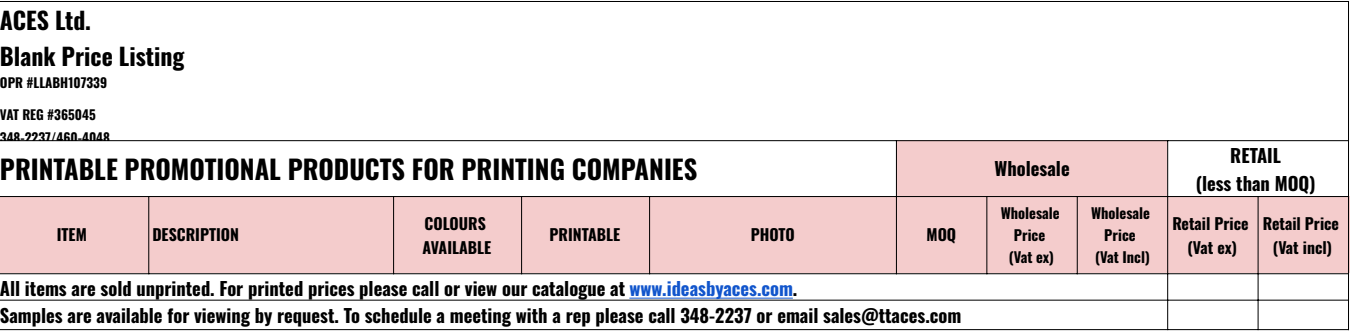 ACES Ltd.
Blank Price Listing
OPR #LLABH107339
VAT REG #365045
348-2237/460-4048
PRINTABLE PROMOTIONAL PRODUCTS FOR PRINTING COMPANIES
Wholesale
RETAIL
(less than MOQ)
ITEM
DESCRIPTION
COLOURS
AVAILABLE
PRINTABLE
PHOTO
MOQ
Wholesale
Price
(Vat ex)
Wholesale
Price
(Vat Incl)
Retail Price
(Vat ex)
Retail Price
(Vat incl)
All items are sold unprinted. For printed prices please call or view our catalogue at www.ideasbyaces.com.
Samples are available for viewing by request. To schedule a meeting with a rep please call 348-2237 or email sales@ttaces.com